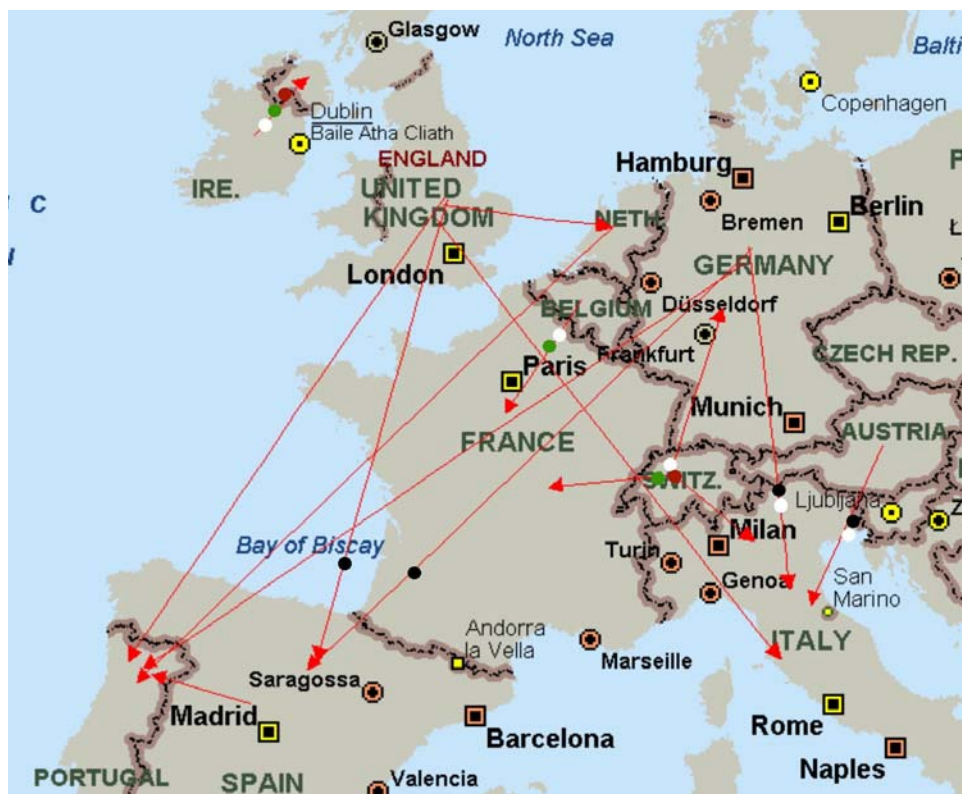 Glasgow
North Sea
Balti
Dublin
Baile Atha Cliath
Copenhagen
ENGLAND
Hamburg
P
IRE.
UNITED
KINGDOM
C
NETH.
Bremen
Berlin
London
GERMANY
BELGIUM
Düsseldorf
Frankfurt
CZECH REP.
Paris
Munich
FRANCE
AUSTRIA
SWITZ.
Ljubljana
Z
Bay of Biscay
Milan
Turin
Genoa
San
Marino
Andorra
la Vella
ITALY
Marseille
Saragossa
Madrid
Rome
Barcelona
Naples
PORTUGAL
SPAIN
Valencia